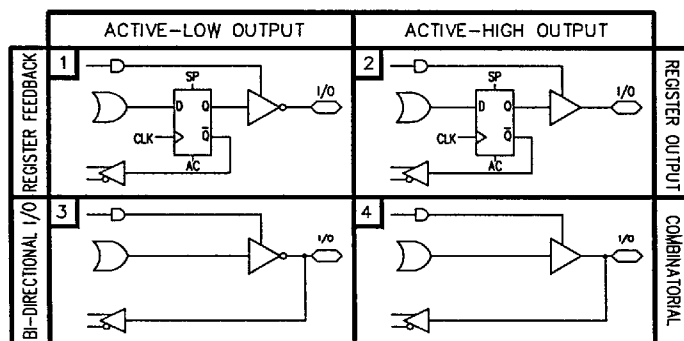 ACTIVE-LOW OUTPUT
ACTIVE-HIGH OUTPUT
REGISTER FEEDBACK
1
SP
D
Q
CLK
Q̅
AC
I/O
2
SP
D
Q
CLK
Q̅
AC
I/O
REGISTER OUTPUT
BI-DIRECTIONAL I/O
3
I/O
4
I/O
COMBINATORIAL